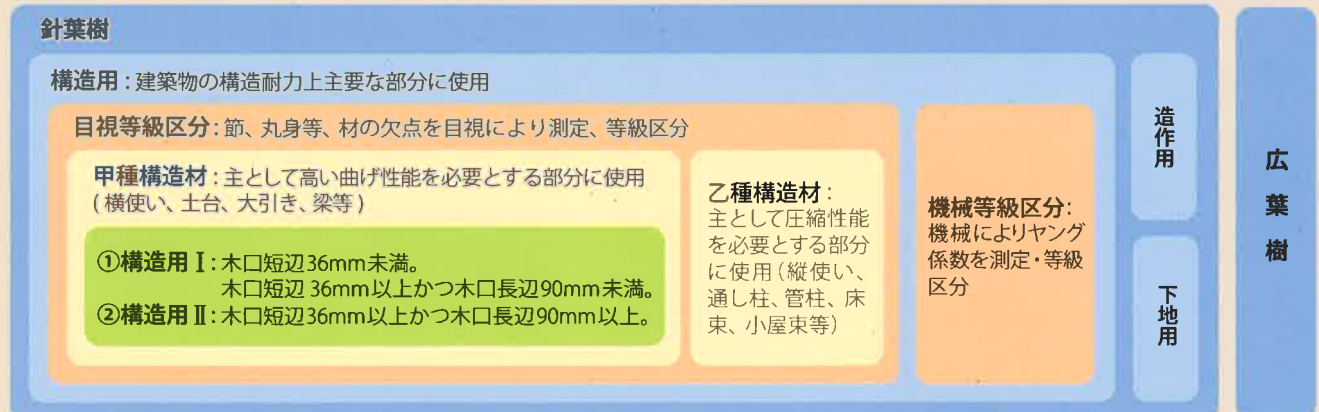 針葉樹
構造用：建築物の構造耐力上主要な部分に使用
目視等級区分：節、丸身等、材の欠点を目視により測定、等級区分
甲種構造材：主として高い曲げ性能を必要とする部分に使用
(横使い、土台、大引き、梁等)
①構造用Ⅰ：木口短辺36mm未満。
木口短辺36mm以上かつ木口長辺90mm未満。
②構造用Ⅱ：木口短辺36mm以上かつ木口長辺90mm以上。
乙種構造材：
主として圧縮性能
を必要とする部分
に使用(縦使い、
通し柱、管柱、床
束、小屋束等)
機械等級区分：
機械によりヤング
係数を測定・等級
区分
造作用
下地用
広葉樹